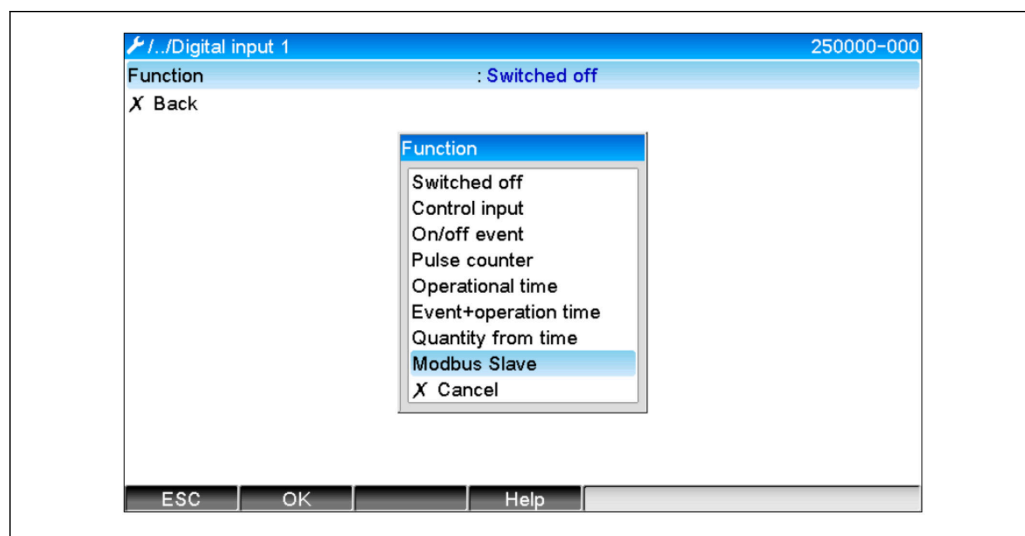 /../Digital input 1 250000-000
Function : Switched off
X Back
Function
Switched off
Control input
On/off event
Pulse counter
Operational time
Event+operation time
Quantity from time
Modbus Slave
X Cancel
ESC OK Help